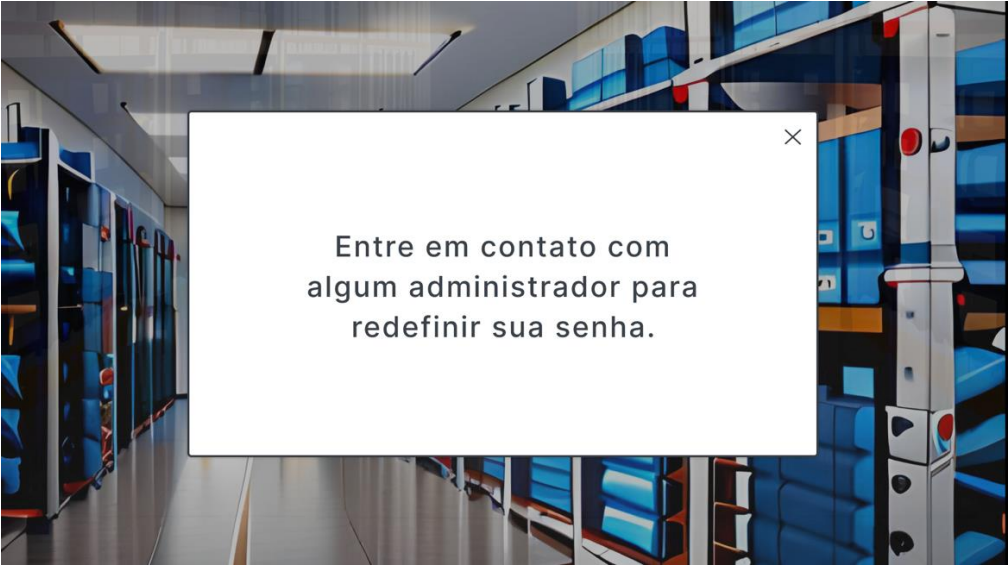 Entre em contato com
algum administrador para
redefinir sua senha.